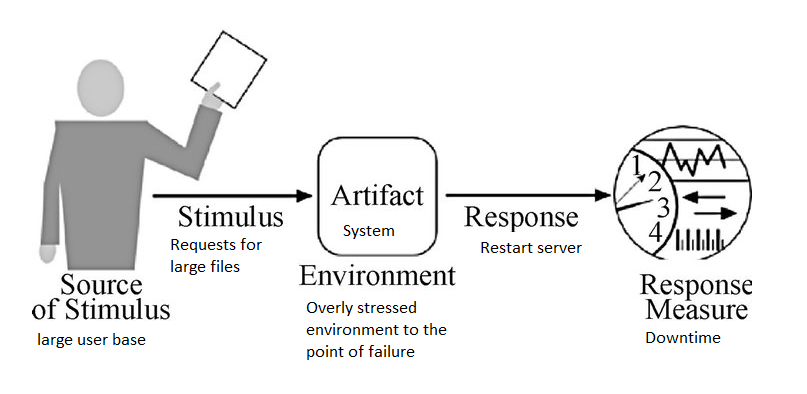 Source
of Stimulus
large user base
Stimulus
Requests for
large files
Artifact
System
Environment
Overly stressed
environment to the
point of failure
Response
Restart server
1
2
3
4
Response
Measure
Downtime